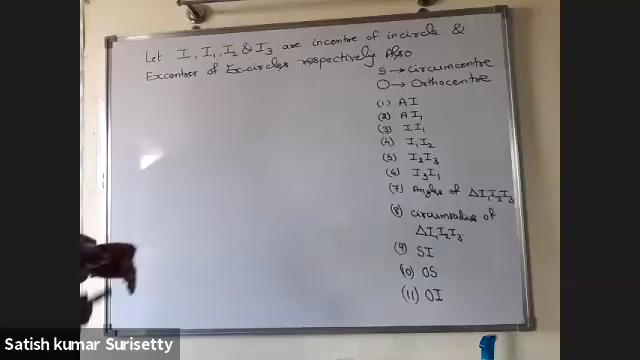 Let I, I₁, I₂ & I₃ are incentre of incircle &
Excentres of Ex-circles respectively Also
S → circumcentre
O → Orthocentre
(1) AI
(2) AI₁
(3) II₁
(4) I₁I₂
(5) I₂I₃
(6) I₃I₁
(7) Angles of ΔI₁I₂I₃
(8) circumradius of
ΔI₁I₂I₃
(9) SI
(10) OS
(11) OI
Satish kumar Surisetty